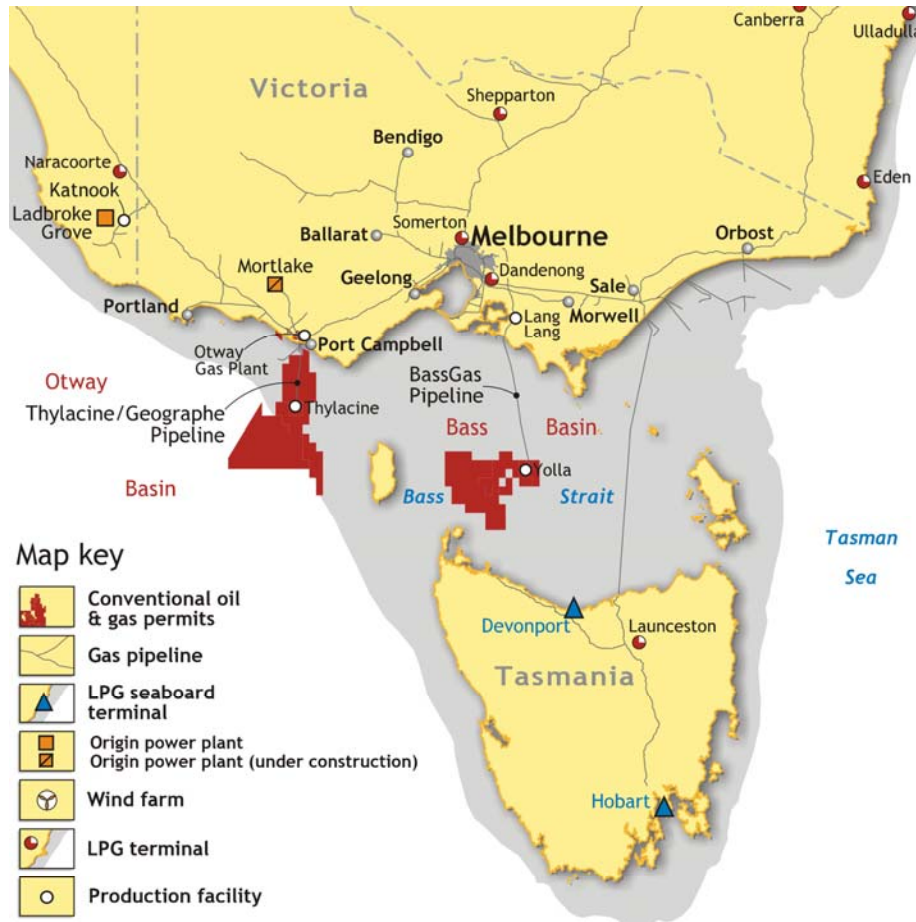 Canberra
Ulladulla
Victoria
Shepparton
Bendigo
Naracoorte
Katnook
Ladbroke
Grove
Eden
Somerton
Melbourne
Ballarat
Orbost
Mortlake
Geelong
Dandenong
Sale
Portland
Lang
Lang
Morwell
Otway
Gas Plant
Port Campbell
Otway
BassGas
Pipeline
Thylacine/Geographe
Pipeline
Thylacine
Bass
Basin
Yolla
Basin
Bass
Strait
Tasman
Sea
Map key
Conventional oil
& gas permits
Gas pipeline
LPG seaboard
terminal
Origin power plant
Origin power plant (under construction)
Wind farm
LPG terminal
Production facility
Devonport
Launceston
Tasmania
Hobart